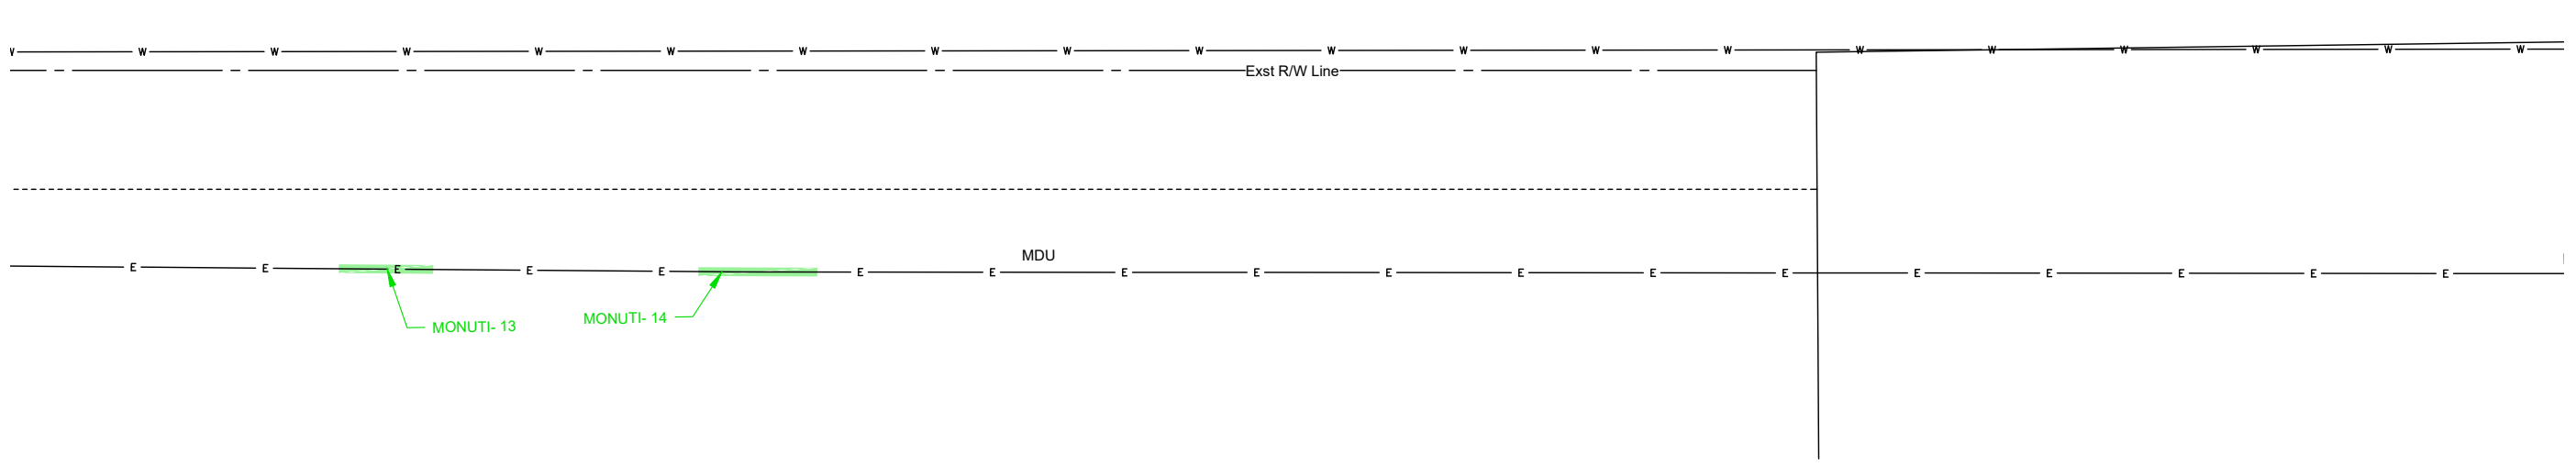 W W W W W W W W W W W W W W W W W W W W
Exst R/W Line
MDU
E E E E E E E E E E E E E E E E E E
MONUTI- 13
MONUTI- 14